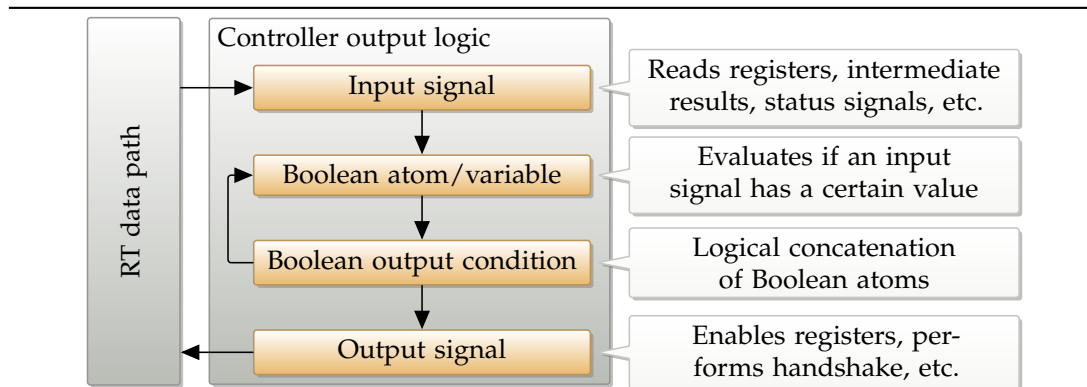 Controller output logic
RT data path
Input signal
Reads registers, intermediate
results, status signals, etc.
Boolean atom/variable
Evaluates if an input
signal has a certain value
Boolean output condition
Logical concatenation
of Boolean atoms
Output signal
Enables registers, per-
forms handshake, etc.